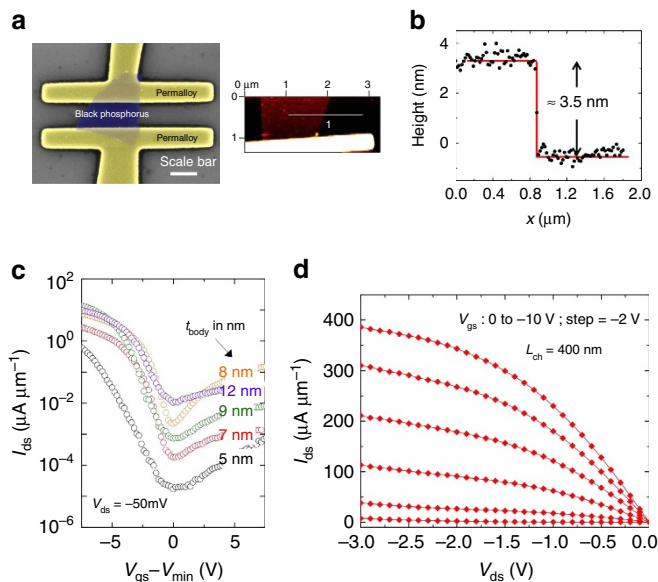 a
Permalloy
Black phosphorus
Permalloy
Scale bar
0 μm 1 2 3
0
1
1
b
Height (nm)
4
2
0
≈ 3.5 nm
0.0 0.6 1.2 1.8
x (μm)
c
I_ds (μA μm⁻¹)
10²
10⁰
10⁻²
10⁻⁴
10⁻⁶
t_body in nm
8 nm
12 nm
9 nm
7 nm
5 nm
V_ds = −50mV
−5 0 5
V_gs−V_min (V)
d
I_ds (μA μm⁻¹)
400
300
200
100
0
V_gs : 0 to −10 V ; step = −2 V
L_ch = 400 nm
−3.0 −2.5 −2.0 −1.5 −1.0 −0.5 0.0
V_ds (V)